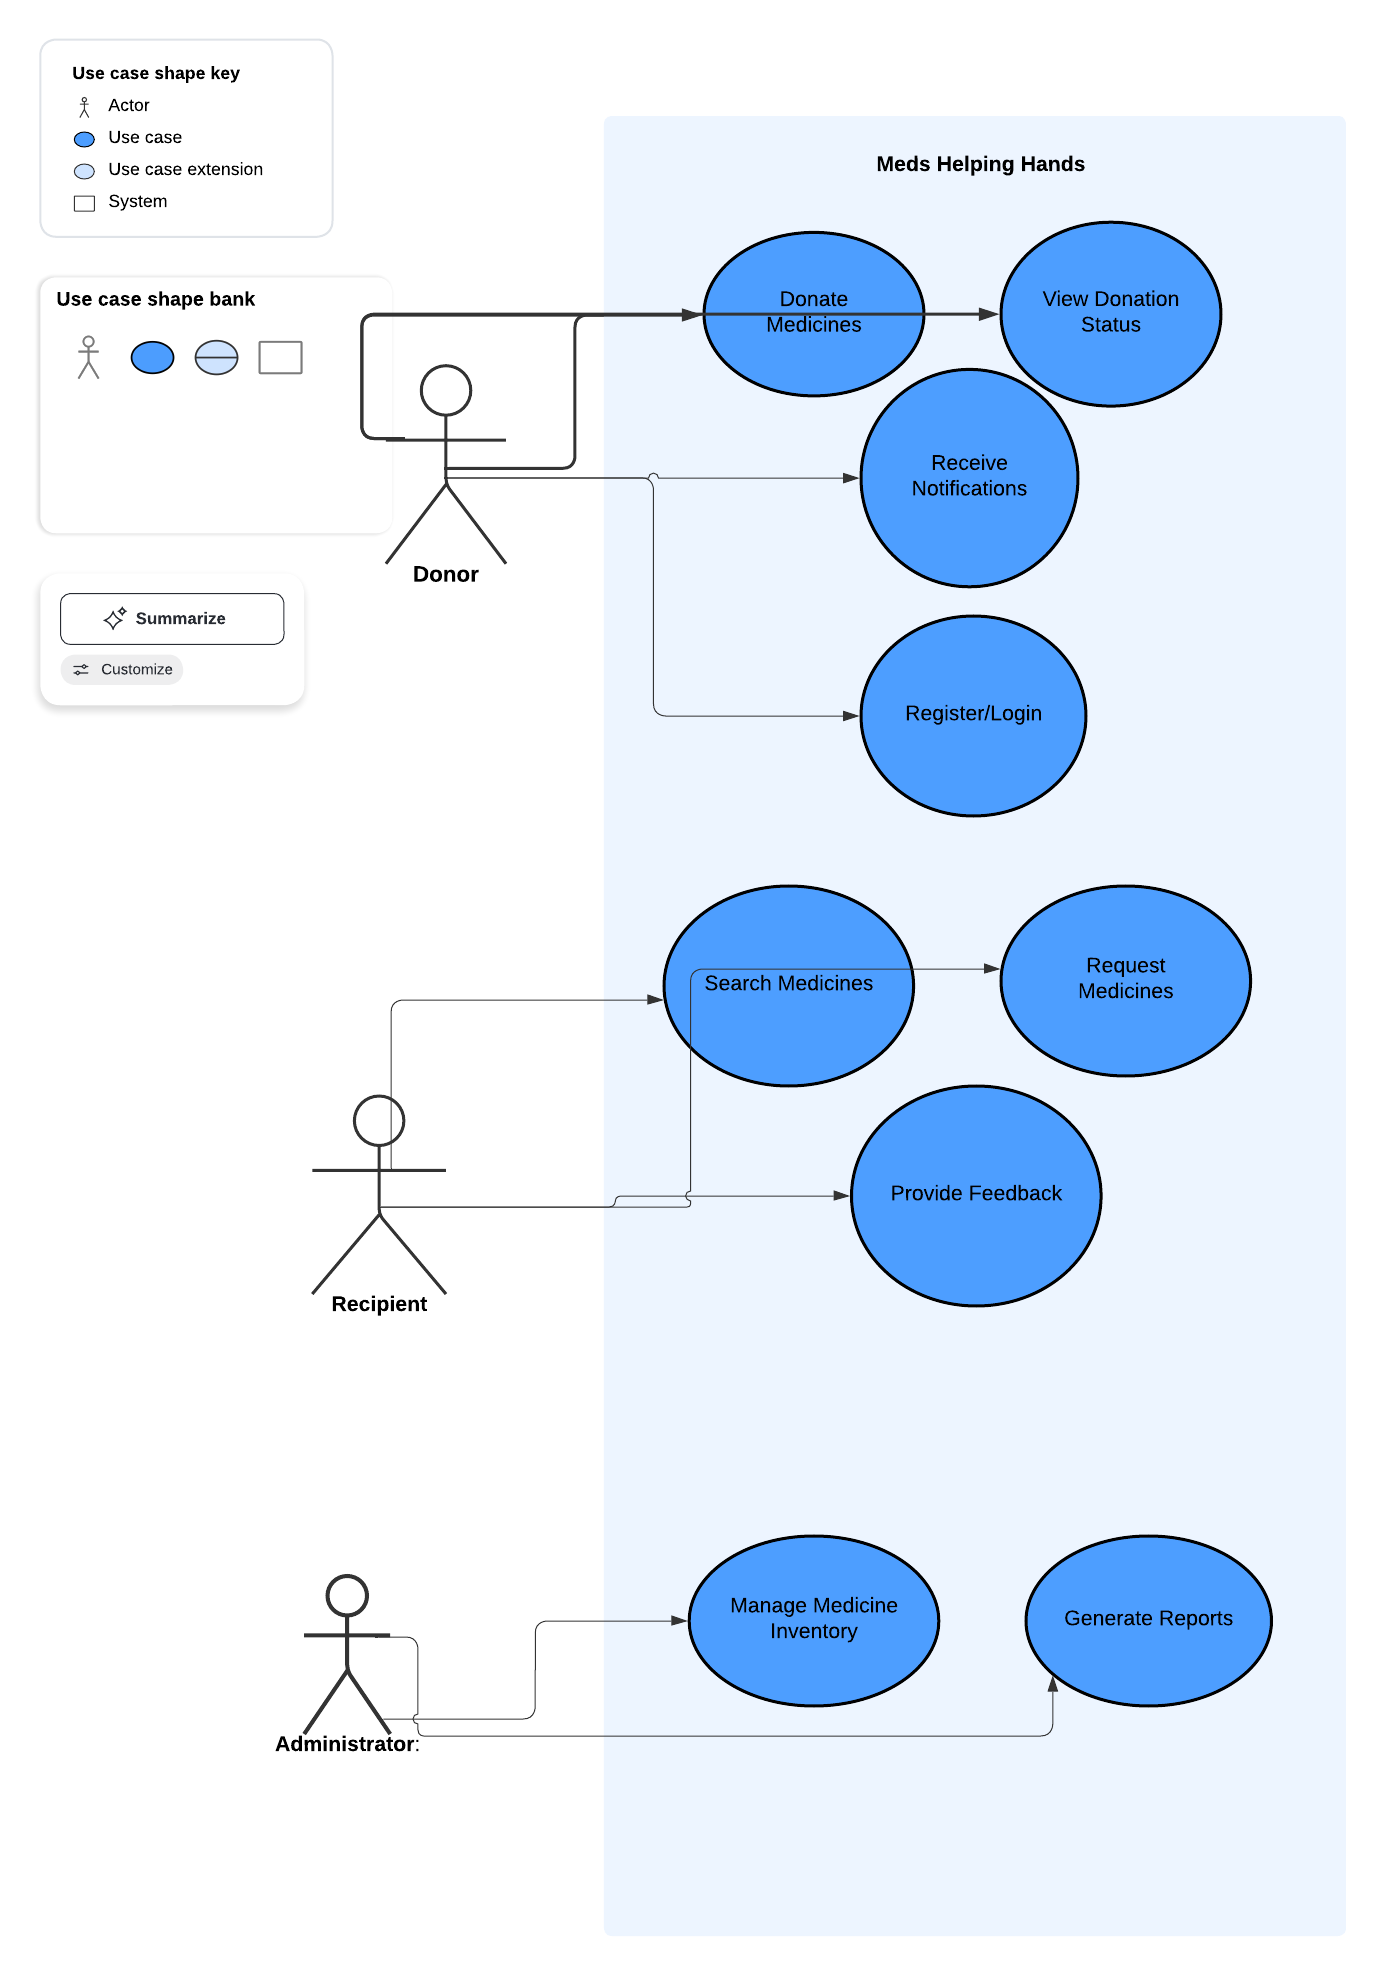 Use case shape key
Actor
Use case
Use case extension
System
Use case shape bank
Summarize
Customize
Meds Helping Hands
Donate
Medicines
View Donation
Status
Receive
Notifications
Donor
Register/Login
Search Medicines
Request
Medicines
Provide Feedback
Recipient
Manage Medicine
Inventory
Generate Reports
Administrator: